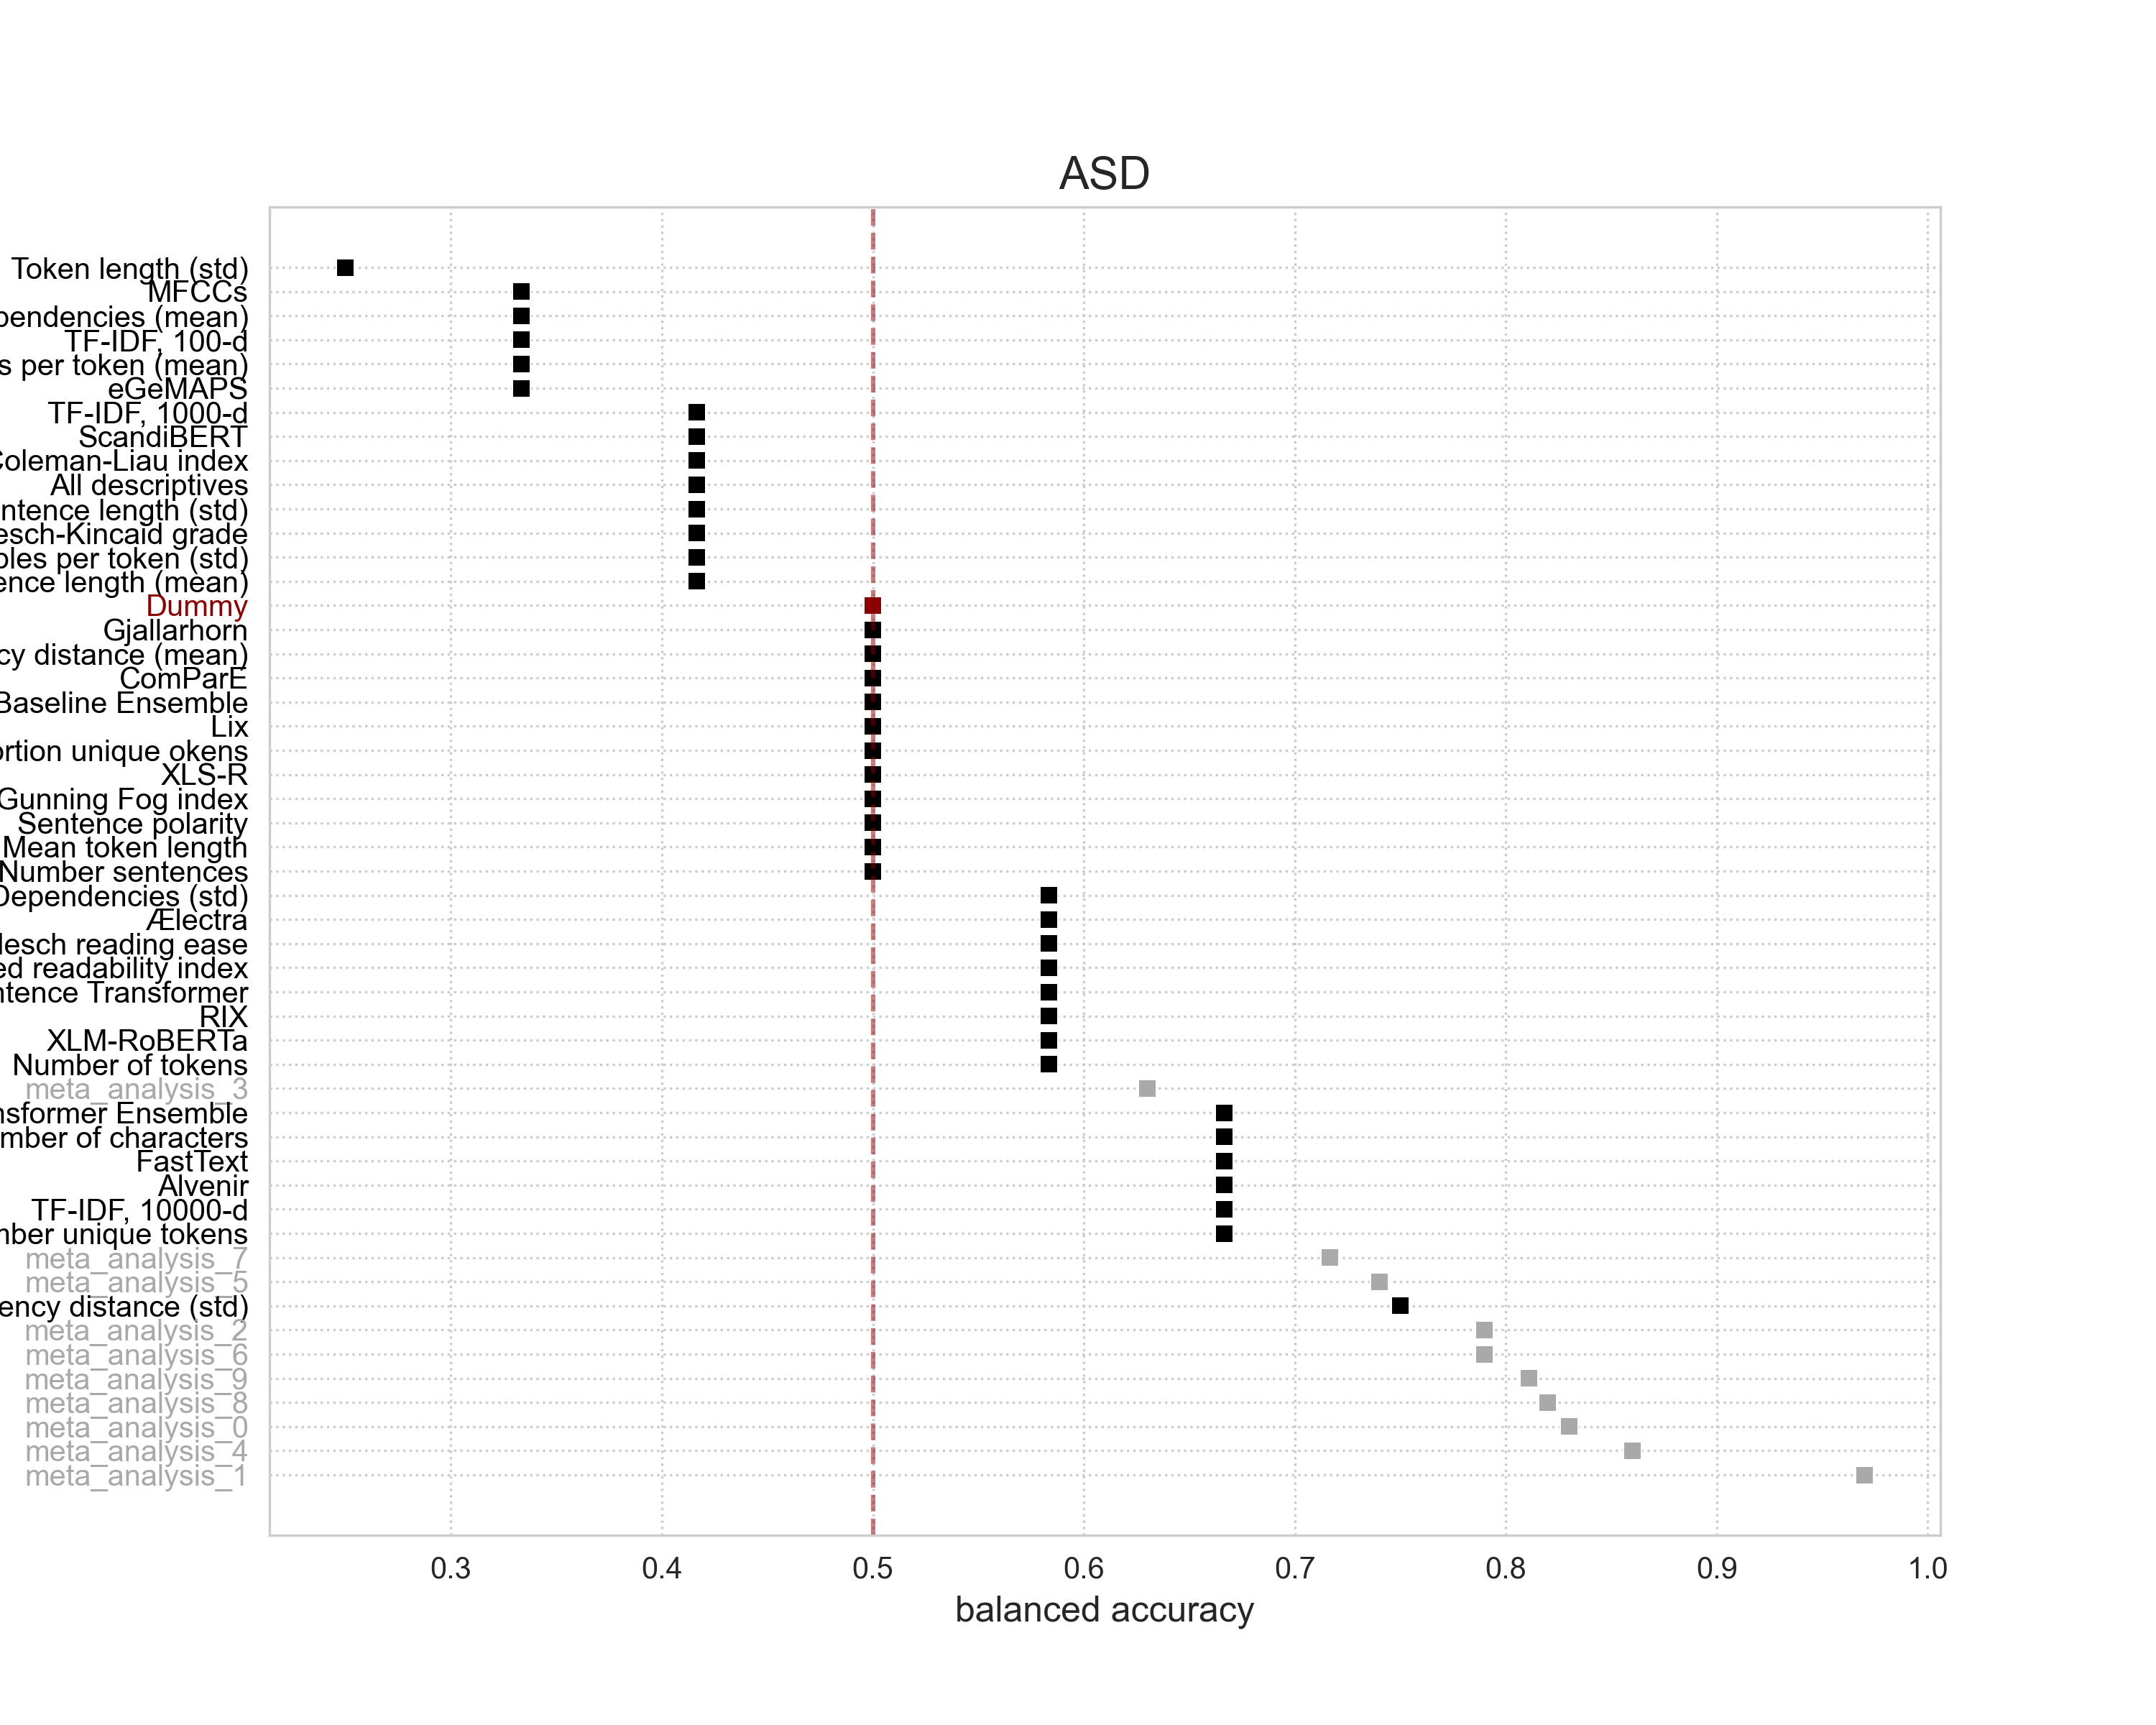 ASD
Token length (std)
MFCCs
pendencies (mean)
TF-IDF, 100-d
s per token (mean)
eGeMAPS
TF-IDF, 1000-d
ScandiBERT
Coleman-Liau index
All descriptives
ntence length (std)
esch-Kincaid grade
bles per token (std)
ence length (mean)
Dummy
Gjallarhorn
cy distance (mean)
ComParE
Baseline Ensemble
Lix
ortion unique okens
XLS-R
Gunning Fog index
Sentence polarity
Mean token length
Number sentences
Dependencies (std)
Ælectra
lesch reading ease
ed readability index
ntence Transformer
RIX
XLM-RoBERTa
Number of tokens
meta_analysis_3
nsformer Ensemble
mber of characters
FastText
Alvenir
TF-IDF, 10000-d
mber unique tokens
meta_analysis_7
meta_analysis_5
ency distance (std)
meta_analysis_2
meta_analysis_6
meta_analysis_9
meta_analysis_8
meta_analysis_0
meta_analysis_4
meta_analysis_1
0.3 0.4 0.5 0.6 0.7 0.8 0.9 1.0
balanced accuracy